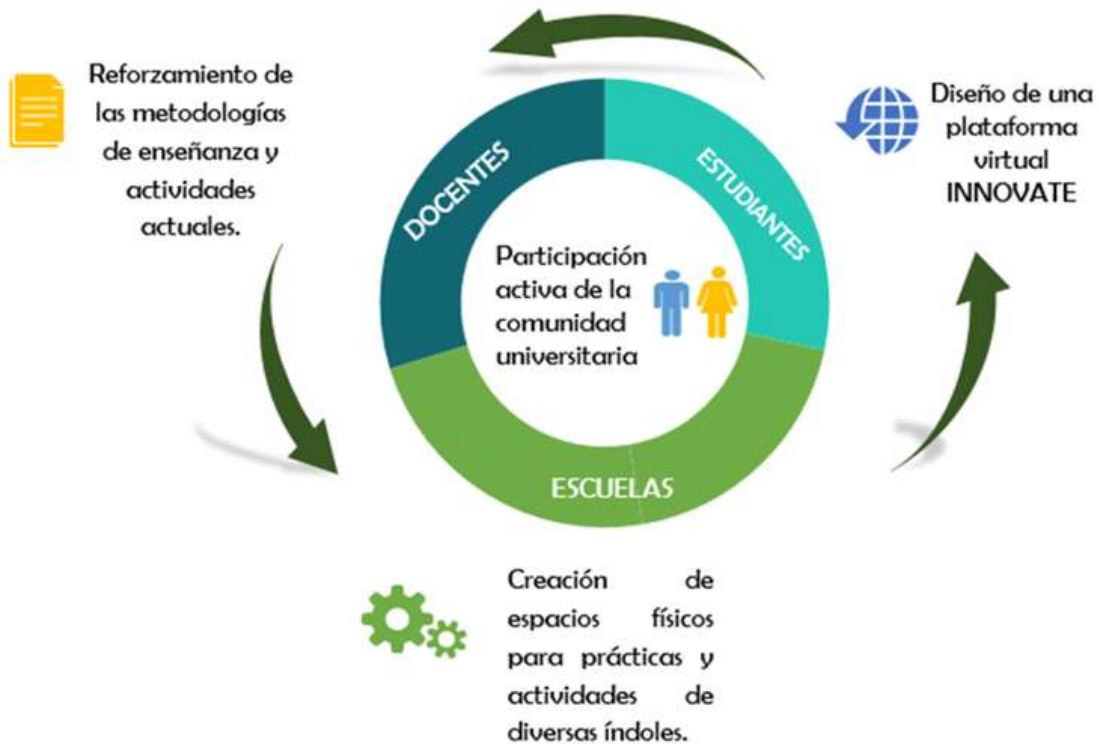 Reforzamiento de
las metodologías
de enseñanza y
actividades
actuales.
DOCENTES
ESTUDIANTES
Diseño de una
plataforma
virtual
INNOVATE
Participación
activa de la
comunidad
universitaria
ESCUELAS
Creación de
espacios físicos
para prácticas y
actividades de
diversas índoles.